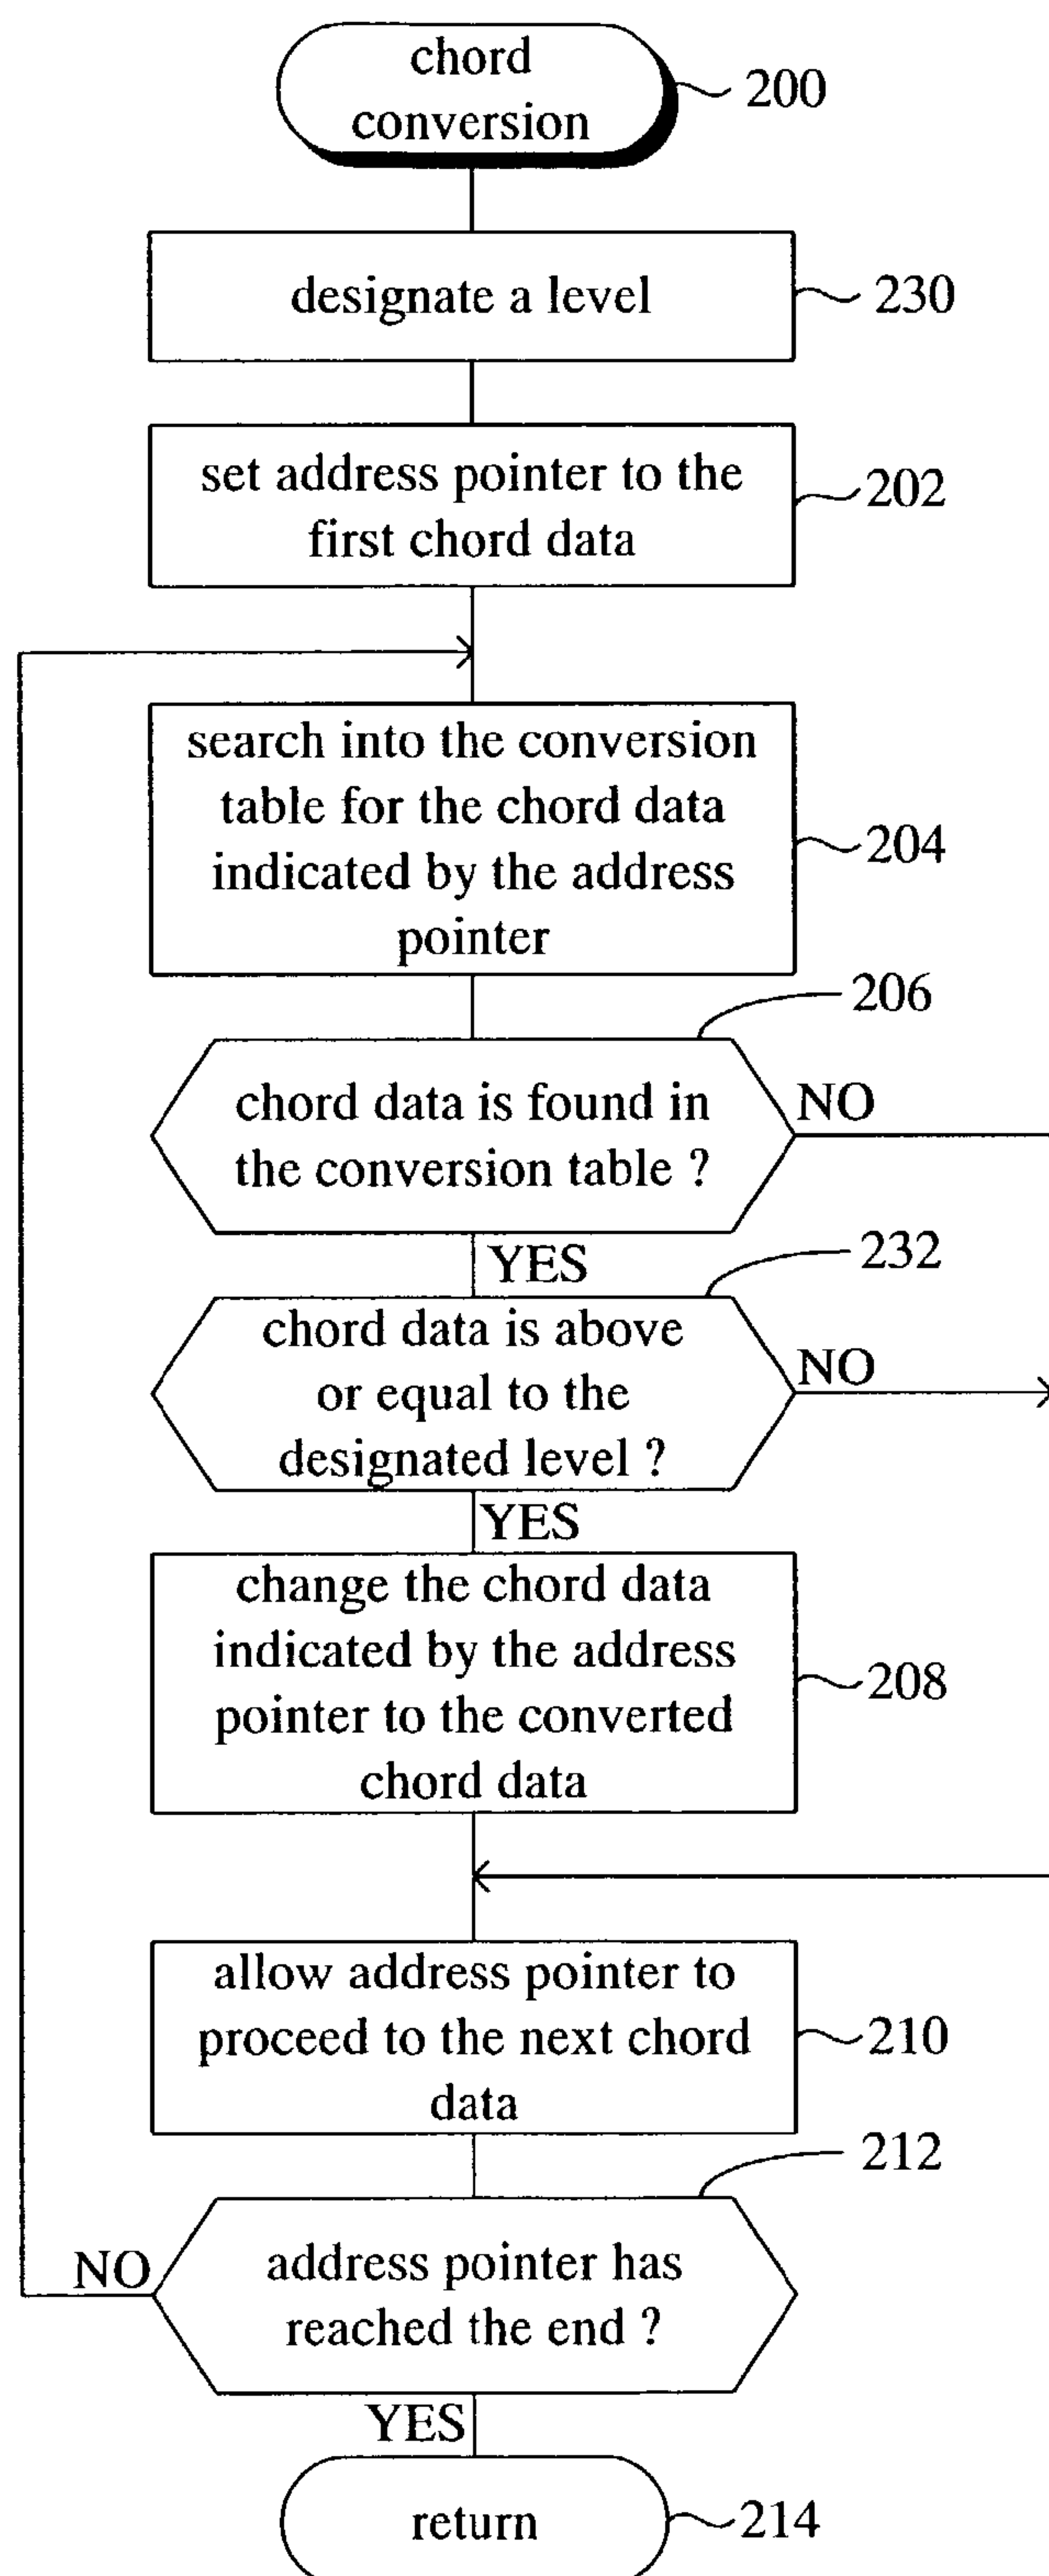 chord
conversion
200
designate a level
230
set address pointer to the
first chord data
202
search into the conversion
table for the chord data
indicated by the address
pointer
204
206
chord data is found in
the conversion table ?
NO
YES
232
chord data is above
or equal to the
designated level ?
NO
YES
change the chord data
indicated by the address
pointer to the converted
chord data
208
allow address pointer to
proceed to the next chord
data
210
212
address pointer has
reached the end ?
NO
YES
return
214